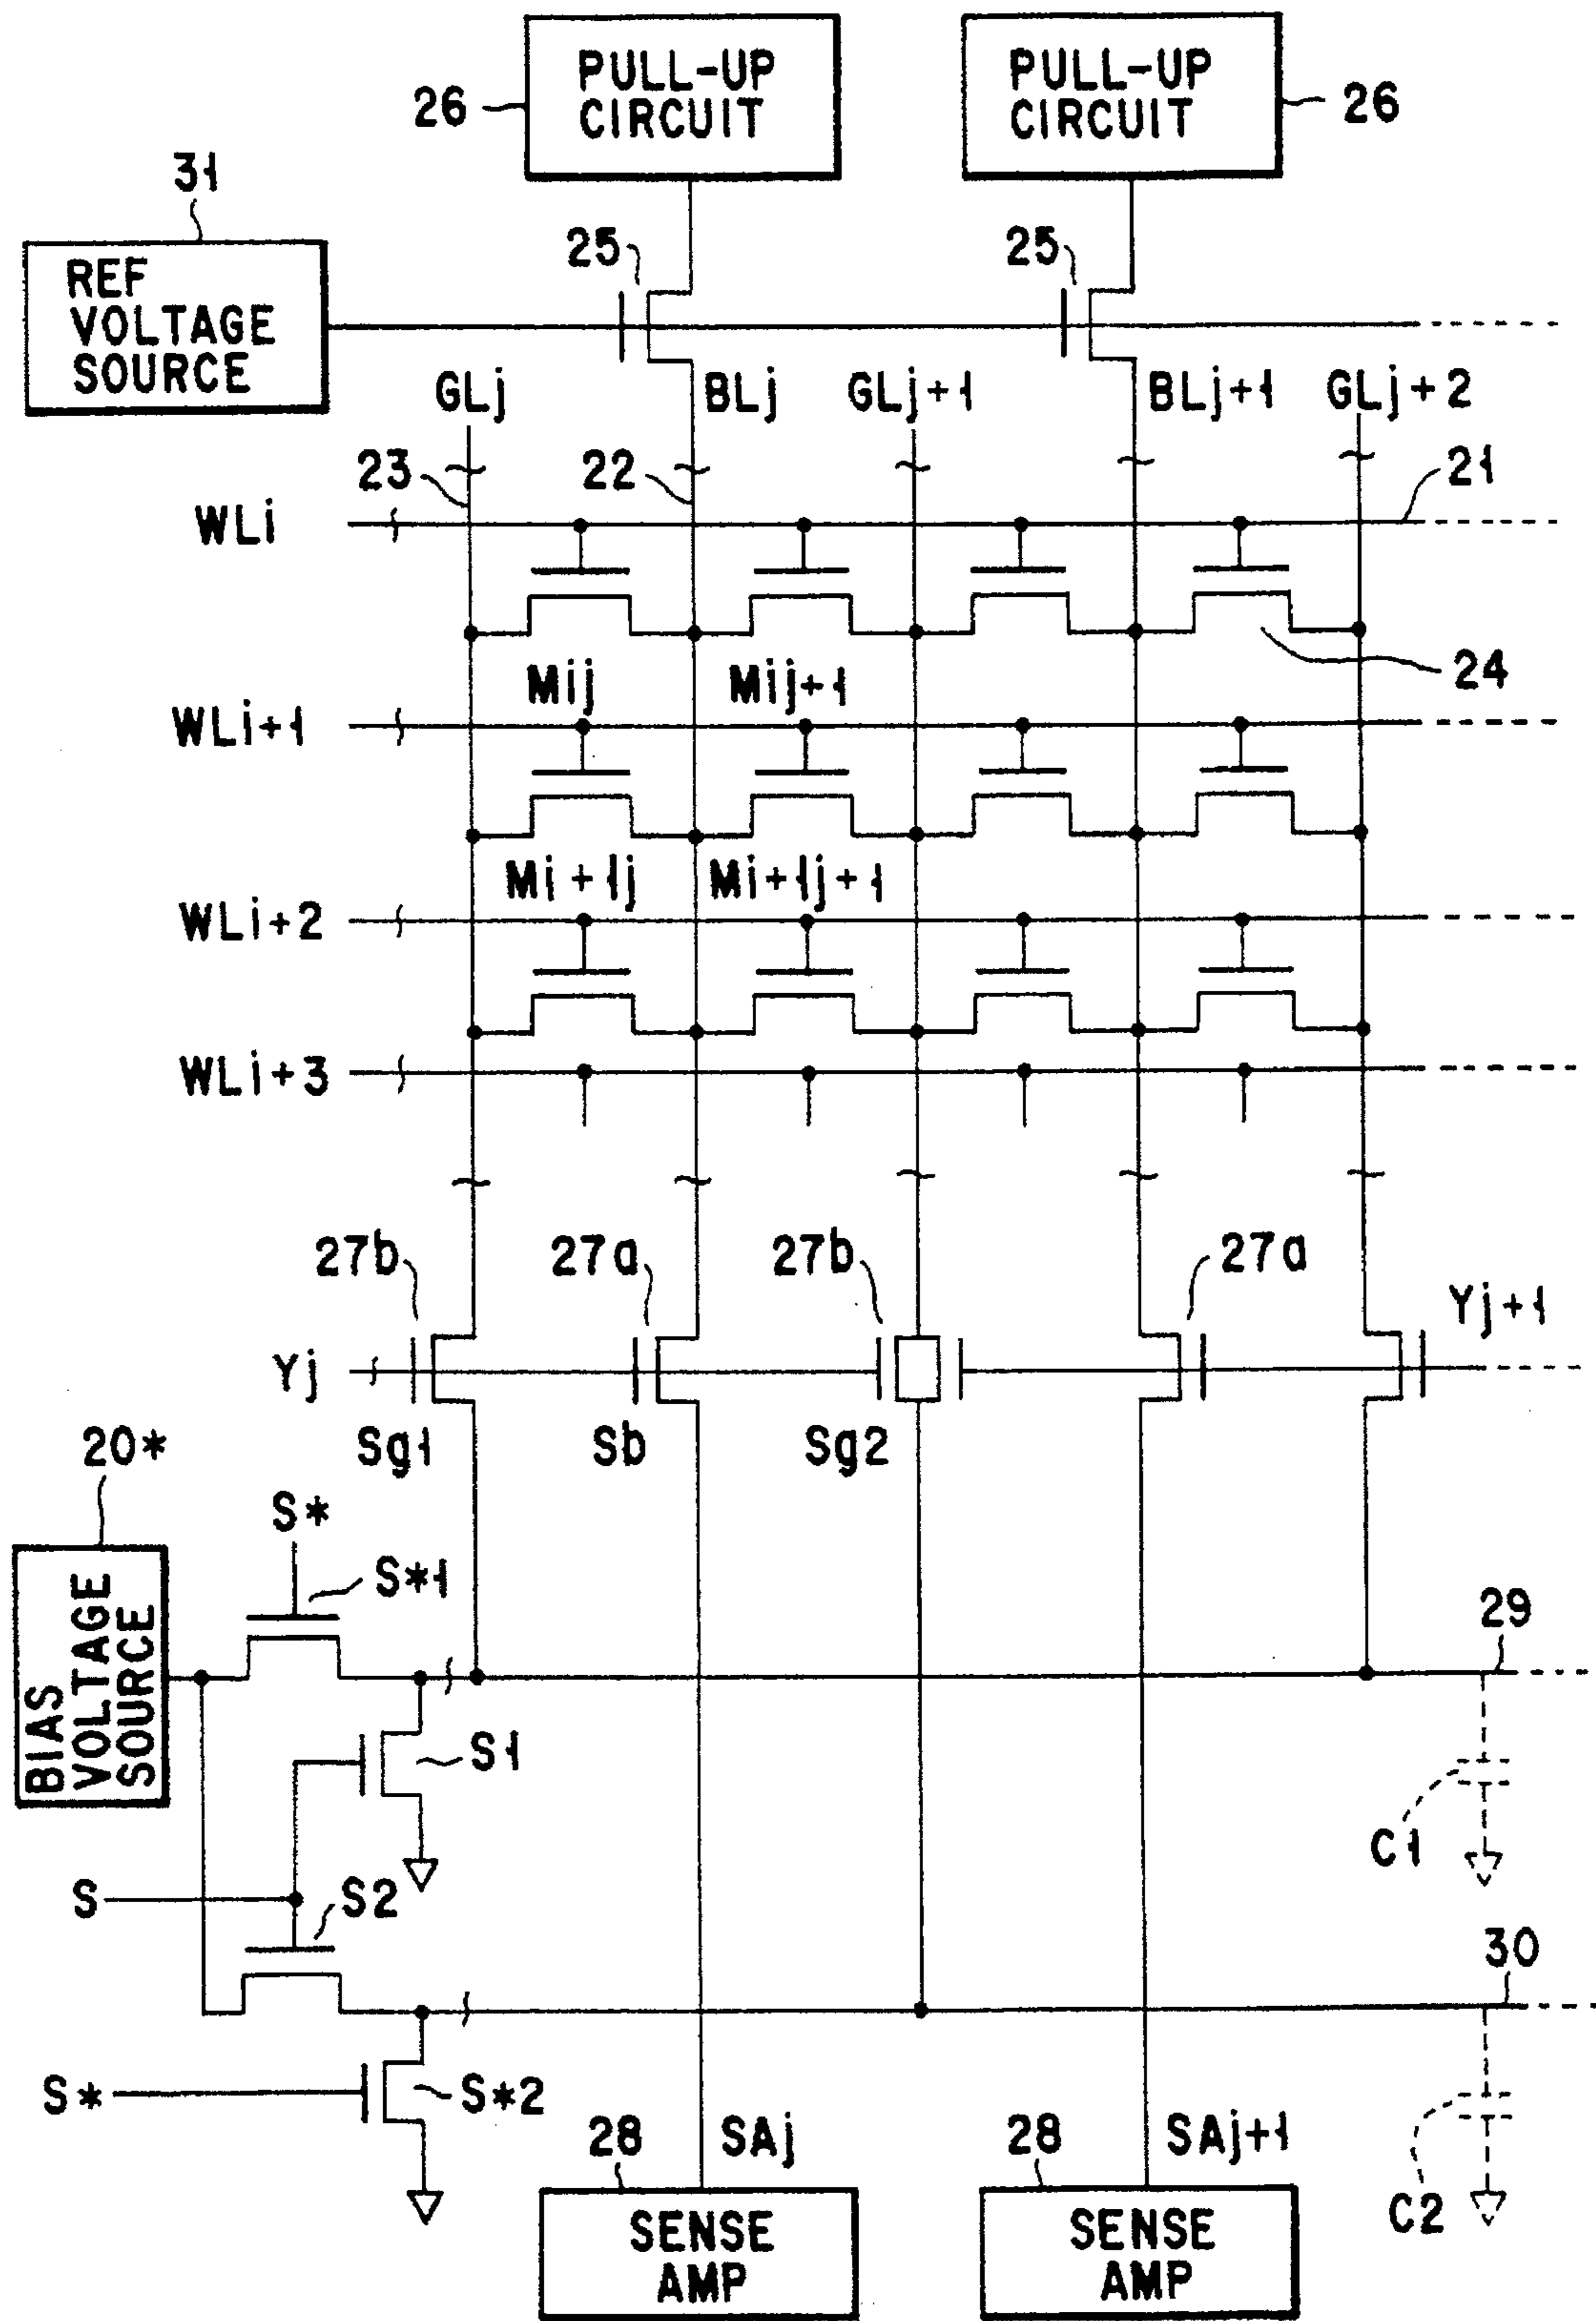 PULL-UP
CIRCUIT
PULL-UP
CIRCUIT
26
26
31
25
25
REF
VOLTAGE
SOURCE
GLj
BLj
GLj+1
BLj+1
GLj+2
23
22
21
WLi
24
Mij
Mij+1
WLi+1
Mi+1j
Mi+1j+1
WLi+2
WLi+3
27b
27a
27b
27a
Yj+1
Yj
Sg1
Sb
Sg2
20*
S*
S*1
29
BIAS
VOLTAGE
SOURCE
S1
C1
S
S2
30
S*
S*2
28
SAj
28
SAj+1
C2
SENSE
AMP
SENSE
AMP